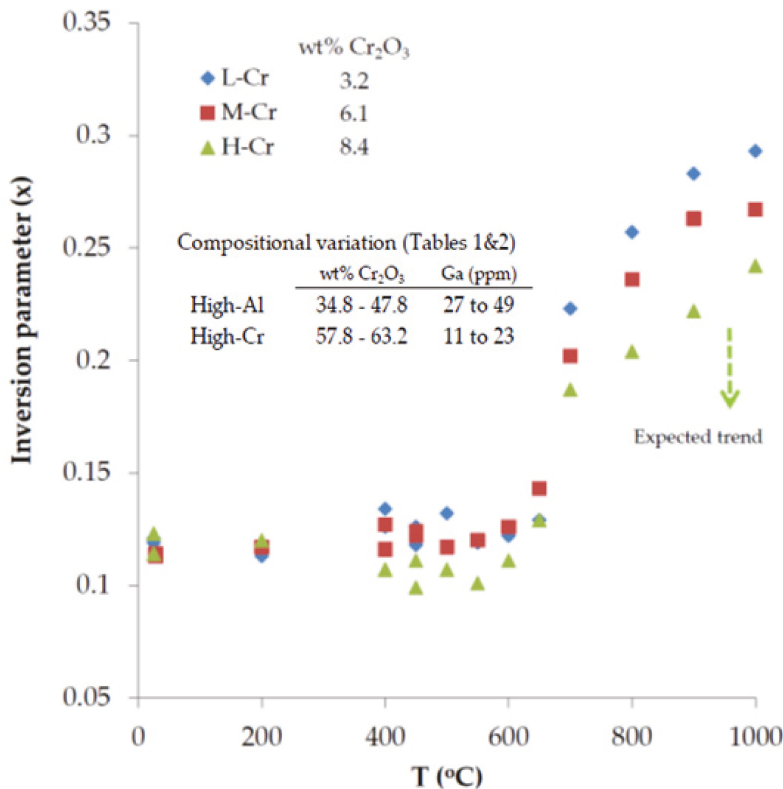 wt% Cr₂O₃
L-Cr 3.2
M-Cr 6.1
H-Cr 8.4
0.3
0.25
0.2
0.15
0.1
0.05
Inversion parameter (x)
Compositional variation (Tables 1&2)
wt% Cr₂O₃ Ga (ppm)
High-Al 34.8 - 47.8 27 to 49
High-Cr 57.8 - 63.2 11 to 23
Expected trend
0 200 400 600 800 1000
T (°C)